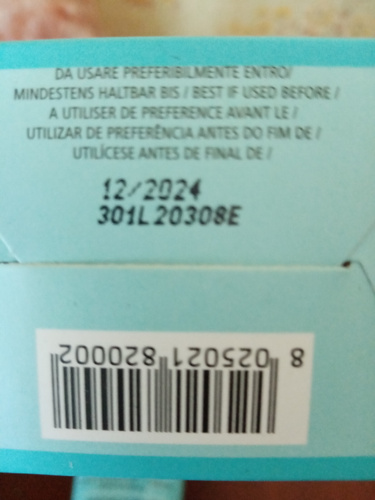 DA USARE PREFERIBILMENTE ENTRO/
MINDESTENS HALTBAR BIS / BEST IF USED BEFORE /
A UTILISER DE PREFERENCE AVANT LE /
UTILIZAR DE PREFERÊNCIA ANTES DO FIM DE /
UTILÍCESE ANTES DE FINAL DE /
12/2024
301L20308E
8 025021 820002